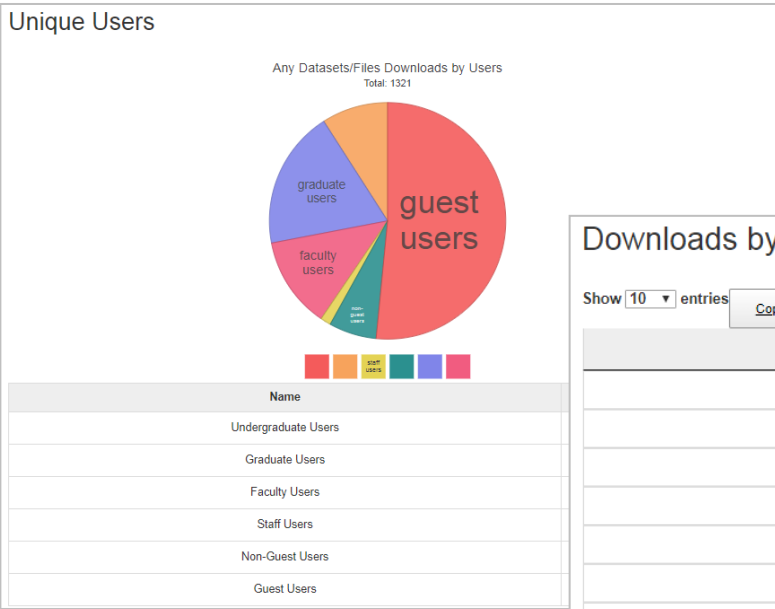 Unique Users
Any Datasets/Files Downloads by Users
Total: 1321
graduate
users
guest
users
faculty
users
non-
guest
users
staff
users
Name
Undergraduate Users
Graduate Users
Faculty Users
Staff Users
Non-Guest Users
Guest Users
Downloads by
Show 10 ▼ entries
Cop